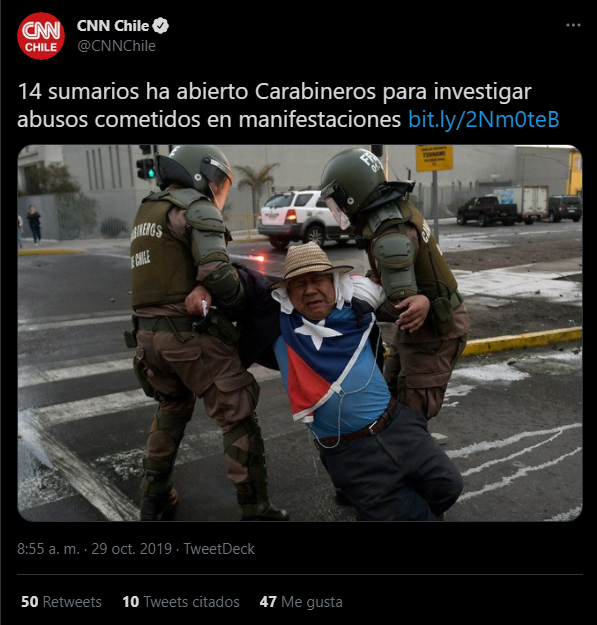 CNN
CHILE
CNN Chile
@CNNChile
14 sumarios ha abierto Carabineros para investigar
abusos cometidos en manifestaciones bit.ly/2Nm0teB
CARABINEROS
DE CHILE
8:55 a. m. · 29 oct. 2019 · TweetDeck
50 Retweets 10 Tweets citados 47 Me gusta